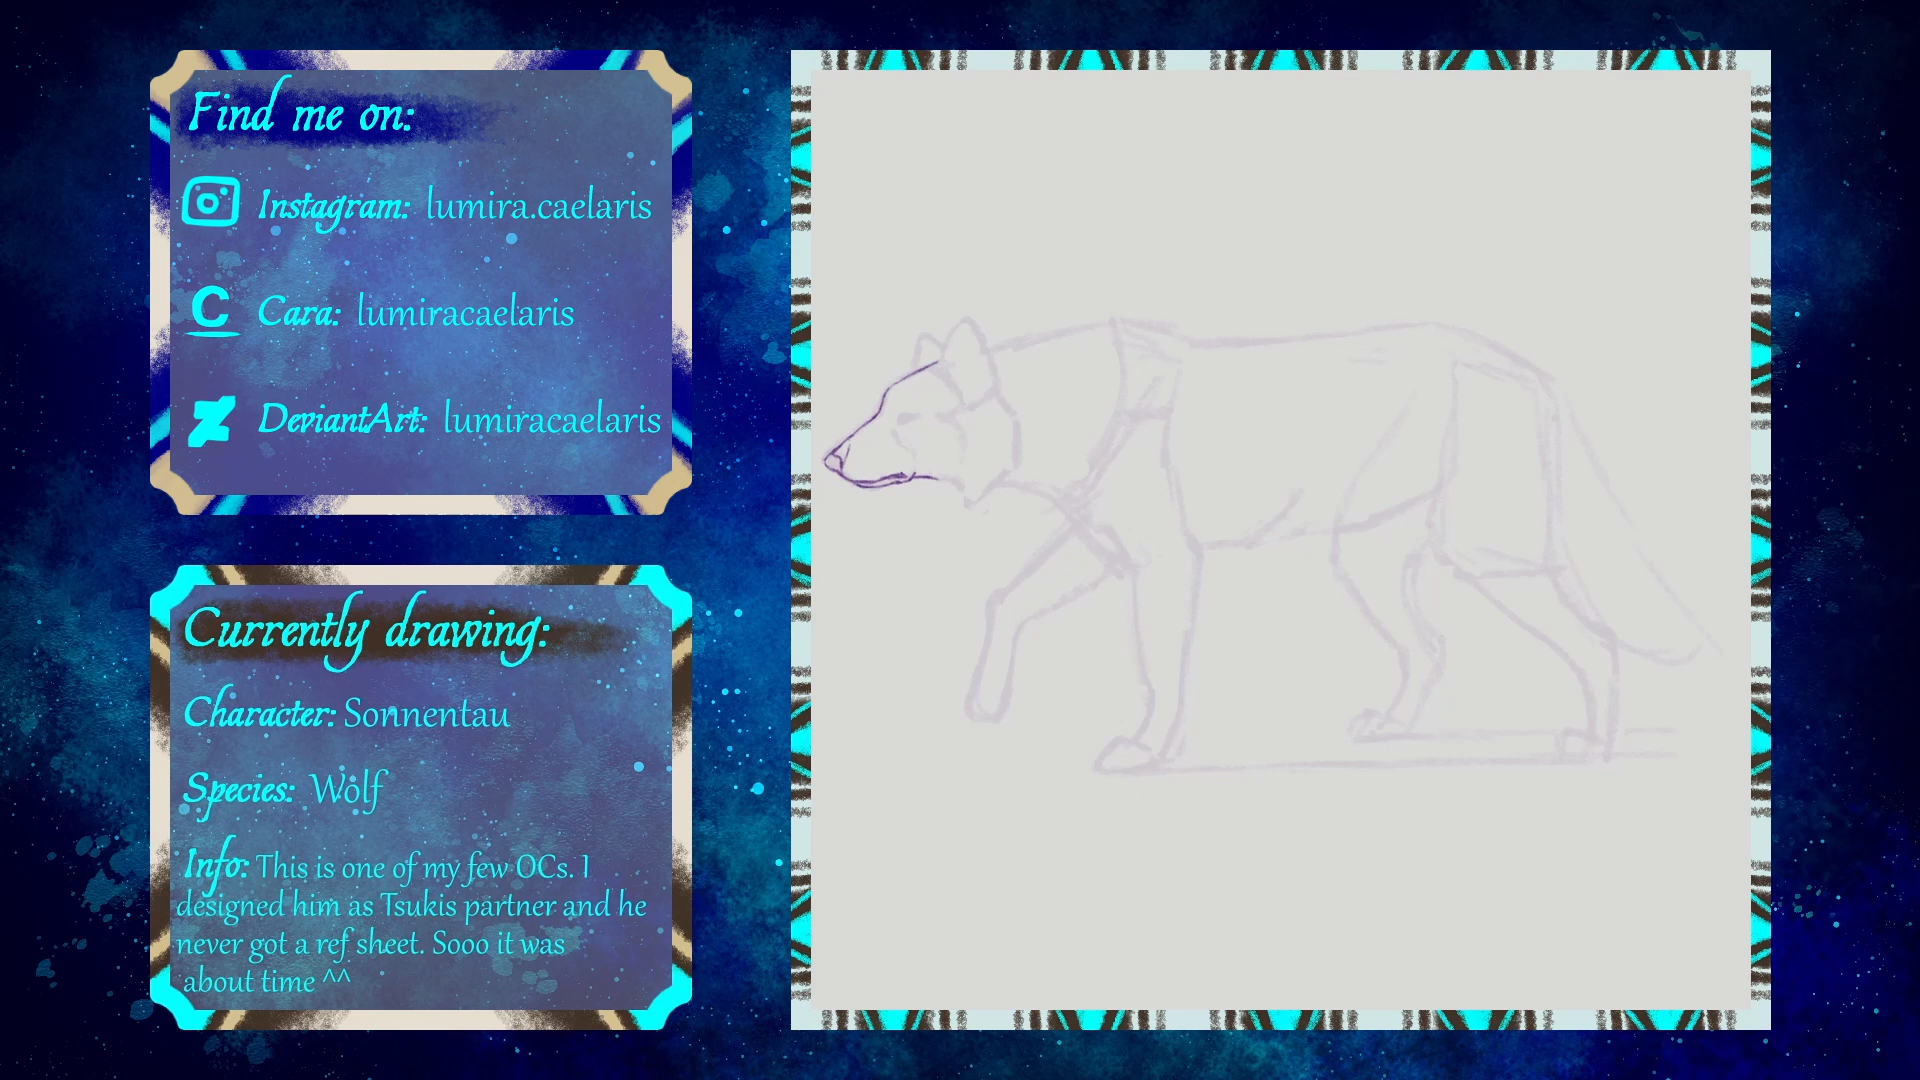 Find me on:
Instagram: lumira.caelaris
C
Cara: lumiracaelaris
DeviantArt: lumiracaelaris
Currently drawing:
Character: Sonnentau
Species: Wolf
Info: This is one of my few OCs. I
designed him as Tsukis partner and he
never got a ref sheet. Sooo it was
about time ^^